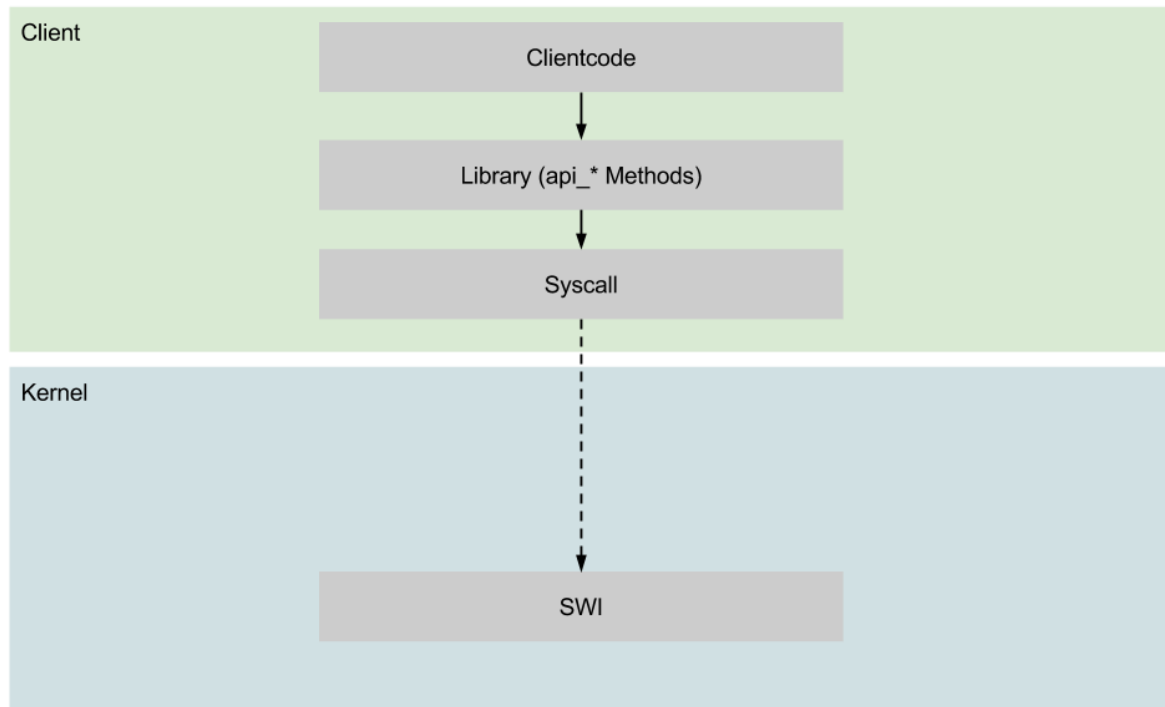 Client
Clientcode
Library (api_* Methods)
Syscall
Kernel
SWI